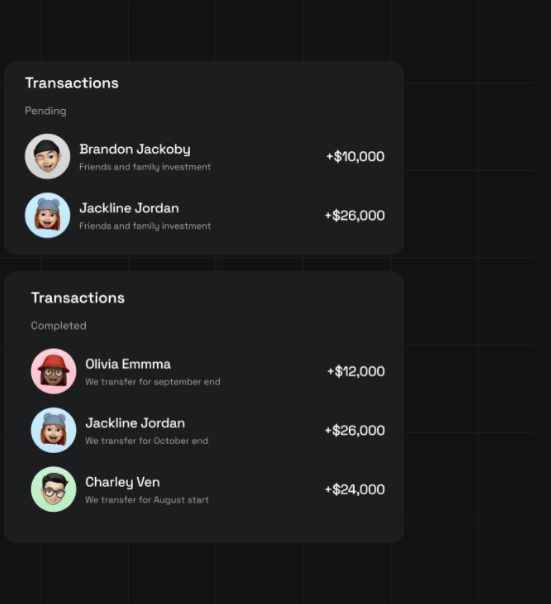 Transactions
Pending
Brandon Jackoby
Friends and family investment
+$10,000
Jackline Jordan
Friends and family investment
+$26,000
Transactions
Completed
Olivia Emmma
We transfer for september end
+$12,000
Jackline Jordan
We transfer for October end
+$26,000
Charley Ven
We transfer for August start
+$24,000